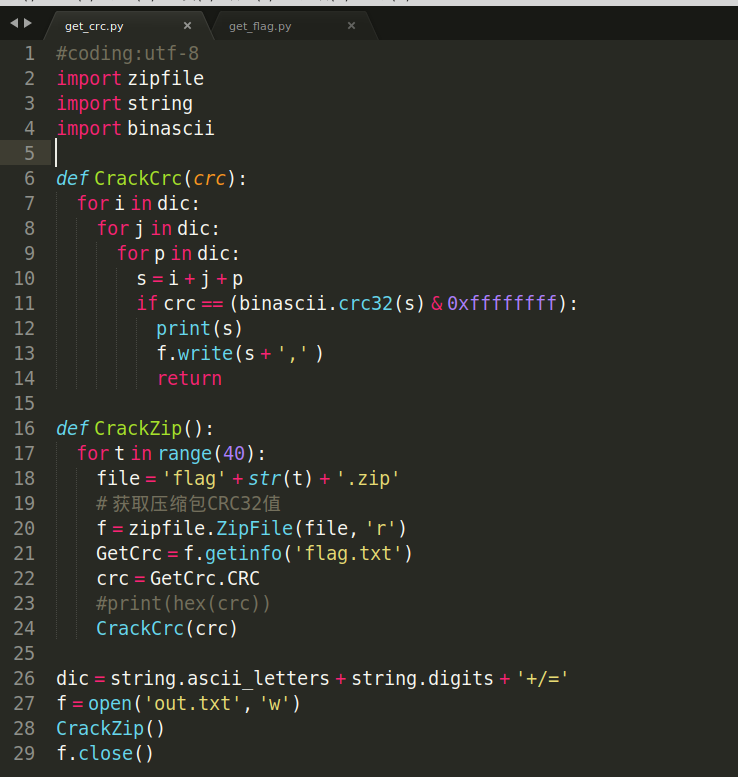 get_crc.py × get_flag.py ×
1 #coding:utf-8
2 import zipfile
3 import string
4 import binascii
5
6 def CrackCrc(crc):
7 for i in dic:
8 for j in dic:
9 for p in dic:
10 s = i + j + p
11 if crc == (binascii.crc32(s) & 0xffffffff):
12 print(s)
13 f.write(s + ',' )
14 return
15
16 def CrackZip():
17 for t in range(40):
18 file = 'flag' + str(t) + '.zip'
19 # 获取压缩包CRC32值
20 f = zipfile.ZipFile(file, 'r')
21 GetCrc = f.getinfo('flag.txt')
22 crc = GetCrc.CRC
23 #print(hex(crc))
24 CrackCrc(crc)
25
26 dic = string.ascii_letters + string.digits + '+/='
27 f = open('out.txt', 'w')
28 CrackZip()
29 f.close()